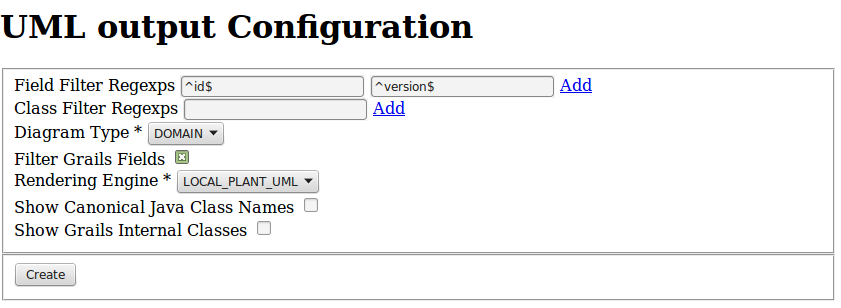 UML output Configuration
Field Filter Regexps ^id$ ^version$ Add
Class Filter Regexps Add
Diagram Type * DOMAIN
Filter Grails Fields
Rendering Engine * LOCAL_PLANT_UML
Show Canonical Java Class Names
Show Grails Internal Classes
Create